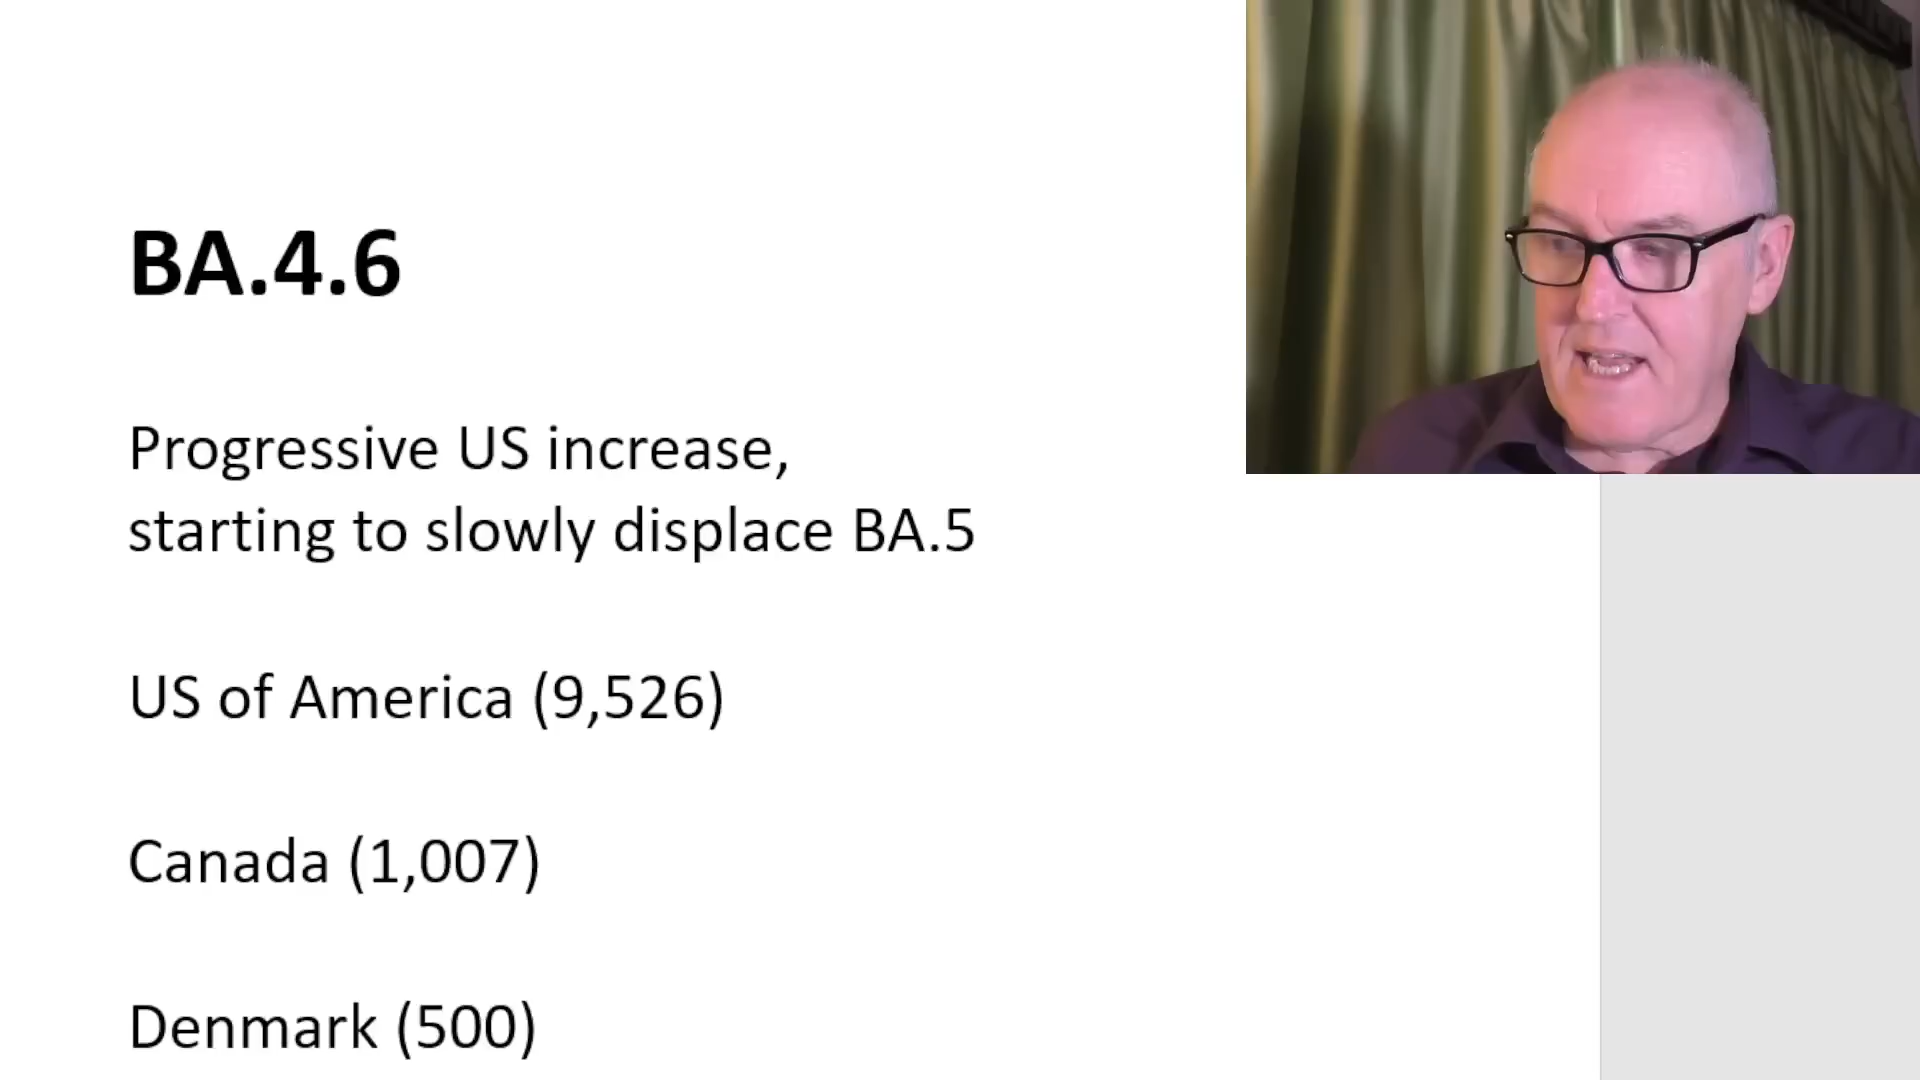 BA.4.6
Progressive US increase,
starting to slowly displace BA.5
US of America (9,526)
Canada (1,007)
Denmark (500)